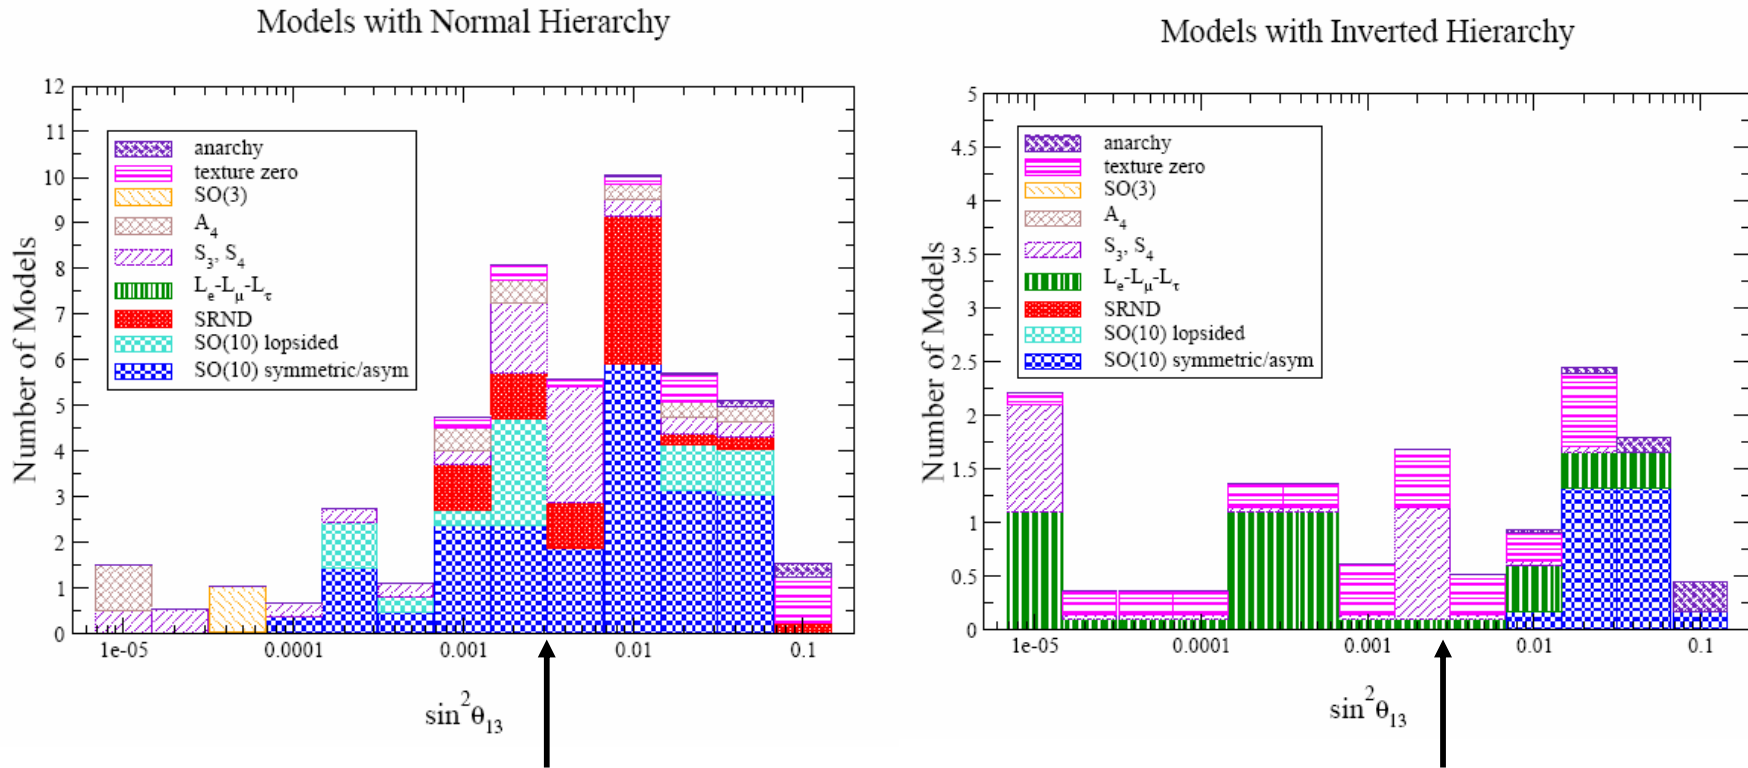 Models with Normal Hierarchy
12
11
10
9
8
7
6
5
4
3
2
1
0
Number of Models
anarchy
texture zero
SO(3)
A₄
S₃, S₄
Lₑ-L_μ-L_τ
SRND
SO(10) lopsided
SO(10) symmetric/asym
1e-05 0.0001 0.001 0.01 0.1
sin²θ₁₃
Models with Inverted Hierarchy
5
4.5
4
3.5
3
2.5
2
1.5
1
0.5
0
Number of Models
anarchy
texture zero
SO(3)
A₄
S₃, S₄
Lₑ-L_μ-L_τ
SRND
SO(10) lopsided
SO(10) symmetric/asym
1e-05 0.0001 0.001 0.01 0.1
sin²θ₁₃